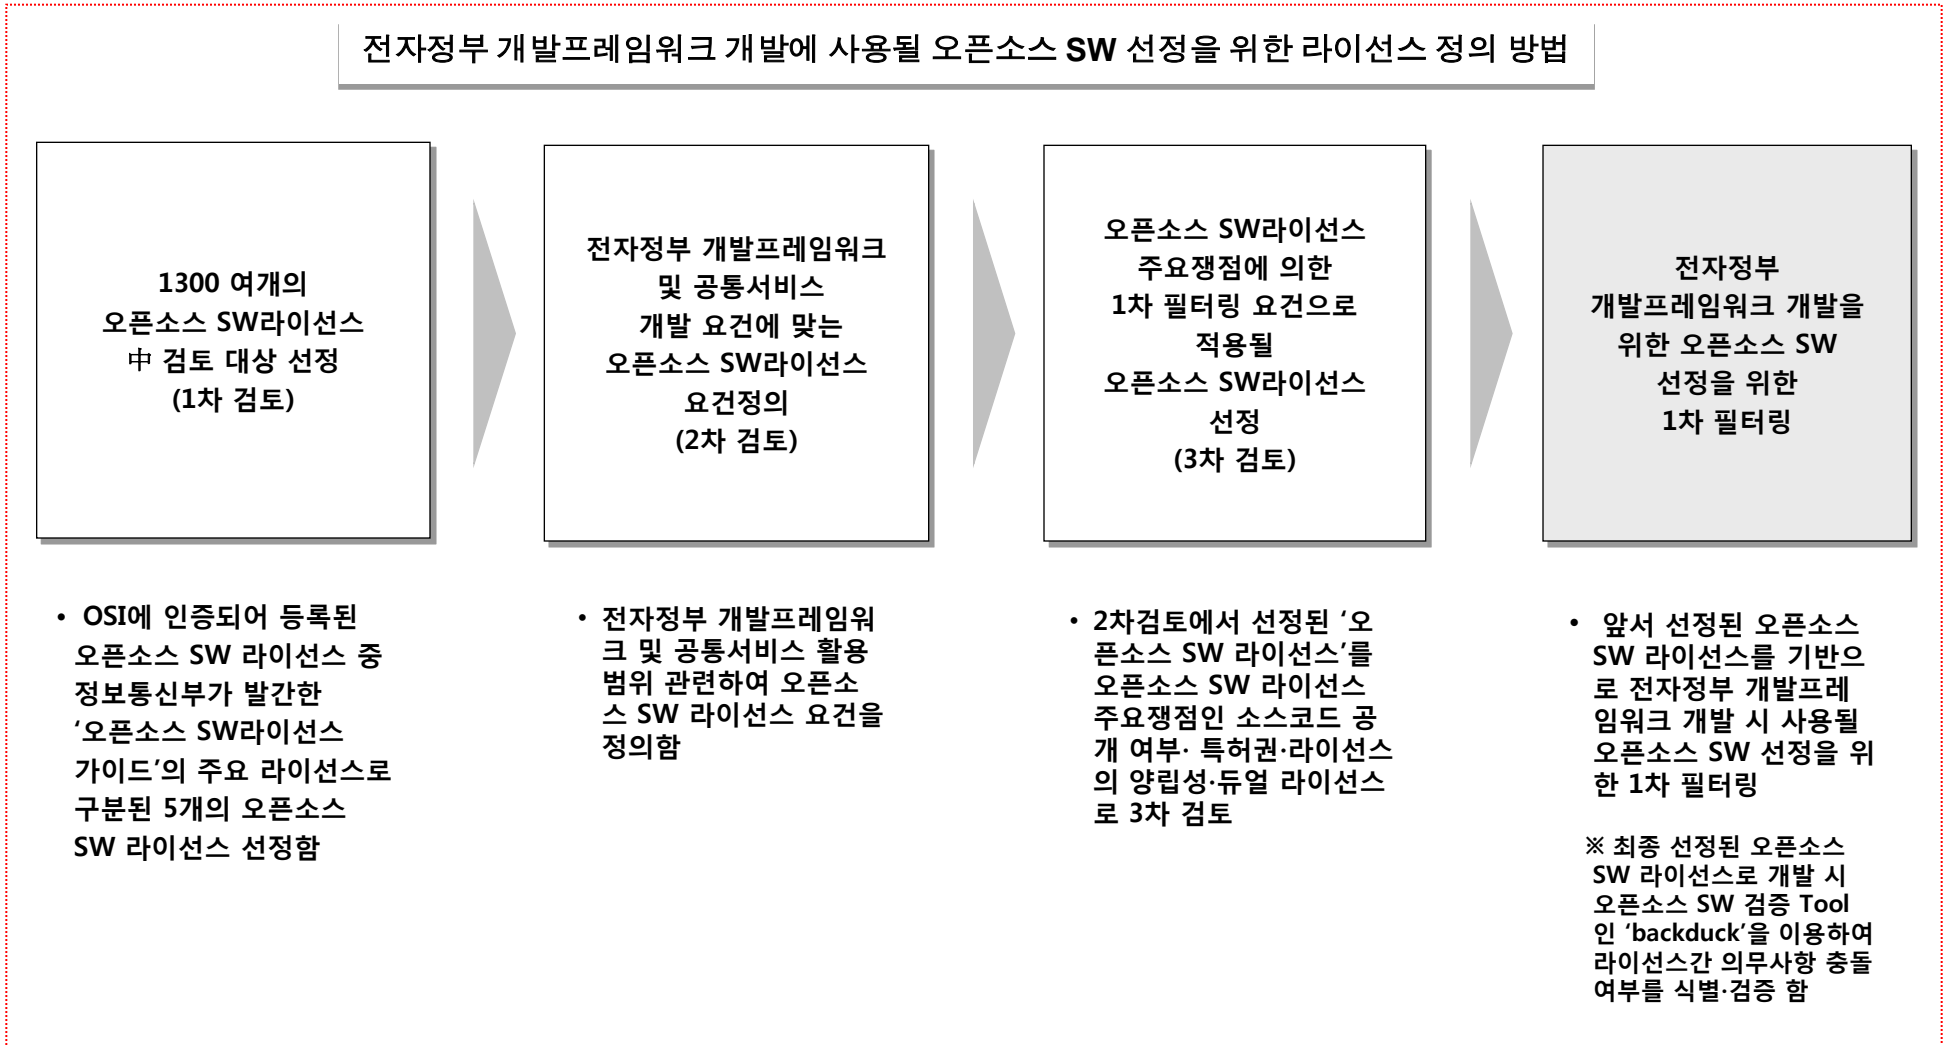 전자정부 개발프레임워크 개발에 사용될 오픈소스 SW 선정을 위한 라이선스 정의 방법
1300 여개의
오픈소스 SW라이선스
中 검토 대상 선정
(1차 검토)
전자정부 개발프레임워크
및 공통서비스
개발 요건에 맞는
오픈소스 SW라이선스
요건정의
(2차 검토)
오픈소스 SW라이선스
주요쟁점에 의한
1차 필터링 요건으로
적용될
오픈소스 SW라이선스
선정
(3차 검토)
전자정부
개발프레임워크 개발을
위한 오픈소스 SW
선정을 위한
1차 필터링
• OSI에 인증되어 등록된
오픈소스 SW 라이선스 중
정보통신부가 발간한
‘오픈소스 SW라이선스
가이드’의 주요 라이선스로
구분된 5개의 오픈소스
SW 라이선스 선정함
• 전자정부 개발프레임워
크 및 공통서비스 활용
범위 관련하여 오픈소
스 SW 라이선스 요건을
정의함
• 2차검토에서 선정된 ‘오
픈소스 SW 라이선스’를
오픈소스 SW 라이선스
주요쟁점인 소스코드 공
개 여부· 특허권·라이선스
의 양립성·듀얼 라이선스
로 3차 검토
• 앞서 선정된 오픈소스
SW 라이선스를 기반으
로 전자정부 개발프레
임워크 개발 시 사용될
오픈소스 SW 선정을 위
한 1차 필터링
※ 최종 선정된 오픈소스
SW 라이선스로 개발 시
오픈소스 SW 검증 Tool
인 ‘backduck’을 이용하여
라이선스간 의무사항 충돌
여부를 식별·검증 함